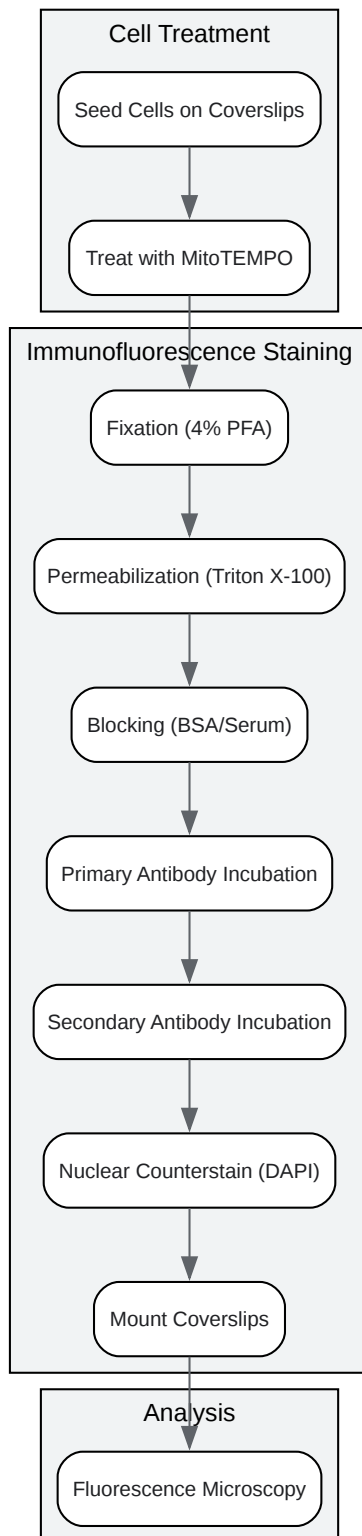 Cell Treatment
Seed Cells on Coverslips
Treat with MitoTEMPO
Immunofluorescence Staining
Fixation (4% PFA)
Permeabilization (Triton X-100)
Blocking (BSA/Serum)
Primary Antibody Incubation
Secondary Antibody Incubation
Nuclear Counterstain (DAPI)
Mount Coverslips
Analysis
Fluorescence Microscopy